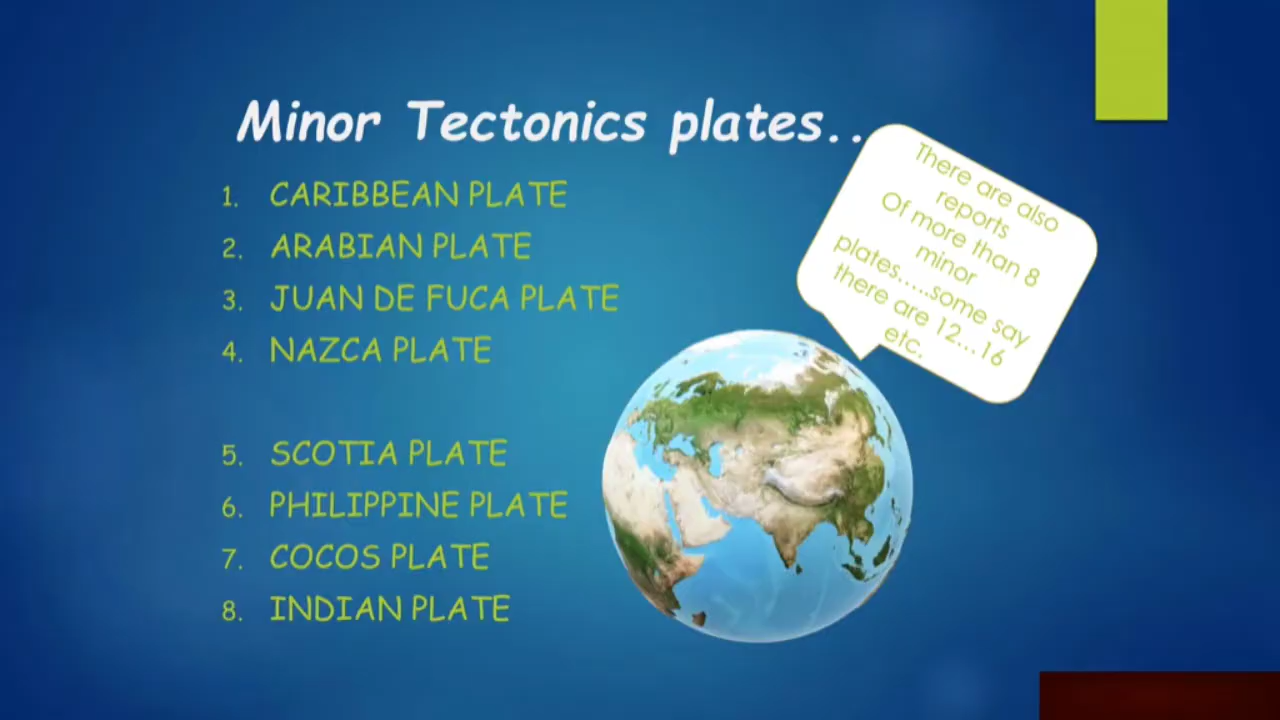 Minor Tectonics plates..
1. CARIBBEAN PLATE
2. ARABIAN PLATE
3. JUAN DE FUCA PLATE
4. NAZCA PLATE
5. SCOTIA PLATE
6. PHILIPPINE PLATE
7. COCOS PLATE
8. INDIAN PLATE
There are also
reports
Of more than 8
minor
plates.....some say
there are 12...16
etc.